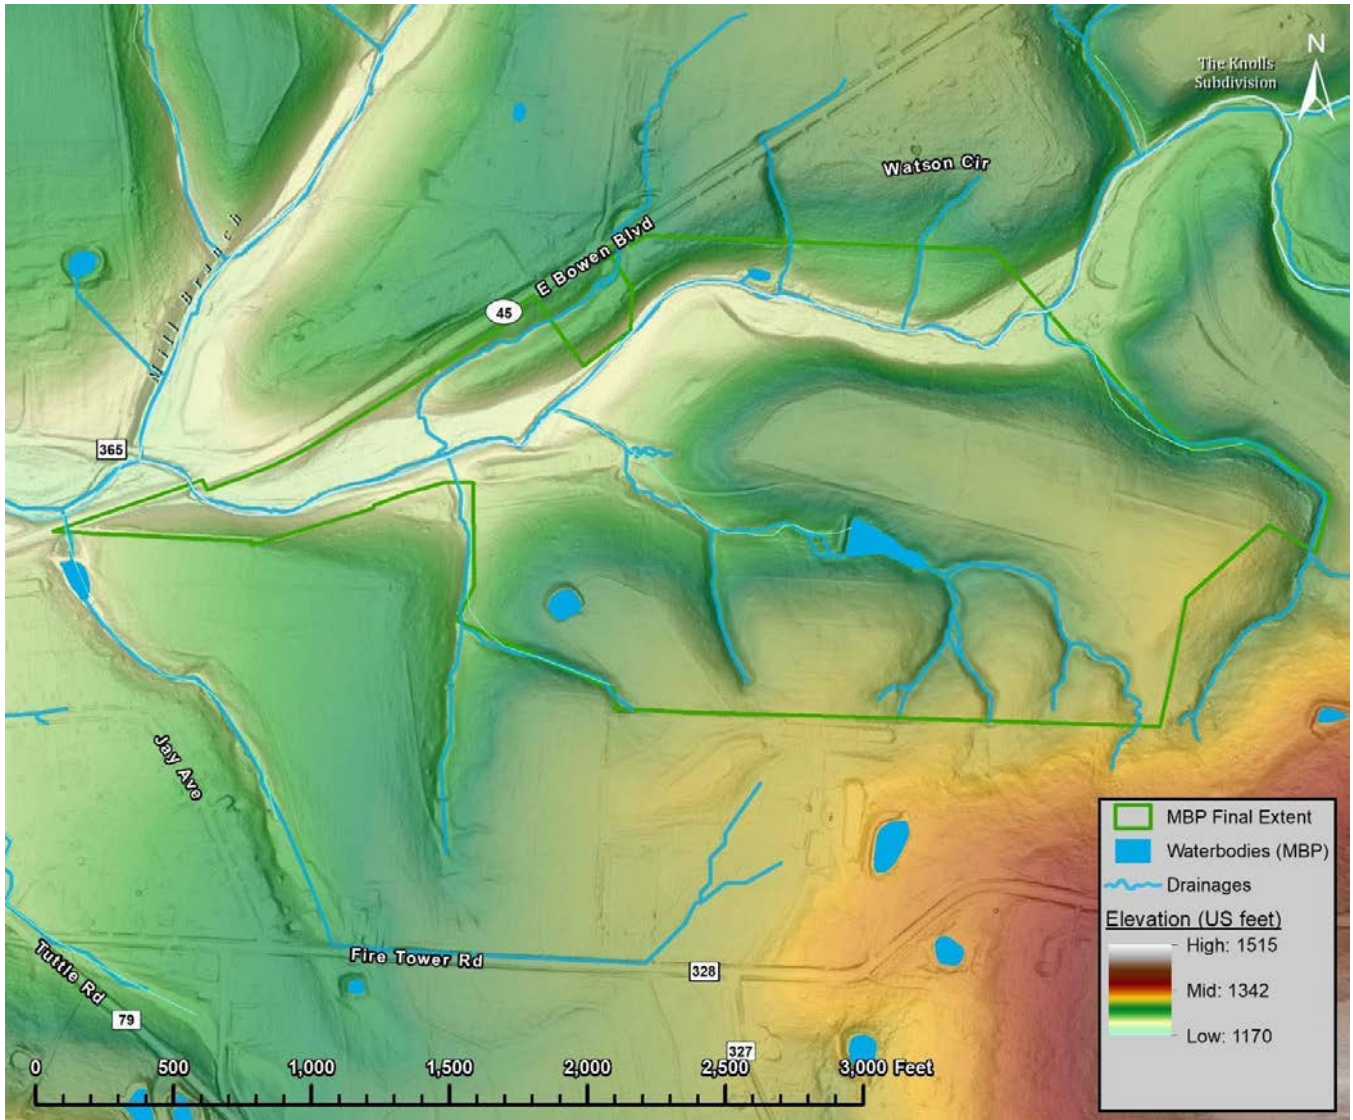 The Knolls
Subdivision
N
Watson Cir
E Bowen Blvd
45
Mill Branch
365
Jay Ave
Fire Tower Rd
328
Tuttle Rd
79
327
0 500 1,000 1,500 2,000 2,500 3,000 Feet
MBP Final Extent
Waterbodies (MBP)
Drainages
Elevation (US feet)
High: 1515
Mid: 1342
Low: 1170